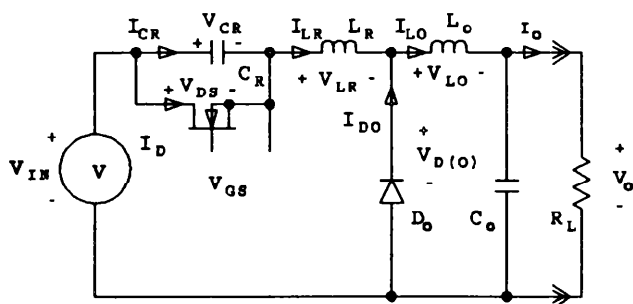 I_CR V_CR + - C_R
I_LR L_R + V_LR -
I_LO L_o + V_LO -
I_o
+ V_DS -
I_D
V_GS
+ V_IN -
V
I_DO
+ V_D(O) -
D_o
C_o
R_L
+ V_o -